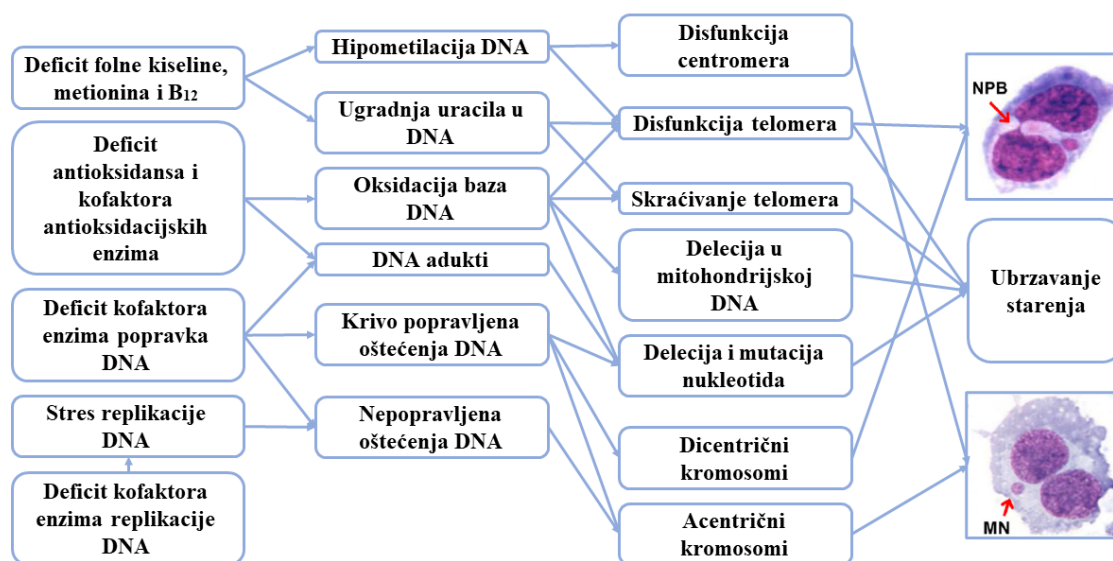 Deficit folne kiseline,
metionina i B₁₂
Deficit
antioksidansa i
kofaktora
antioksidacijskih
enzima
Deficit kofaktora
enzima popravka
DNA
Stres replikacije
DNA
Deficit kofaktora
enzima replikacije
DNA
Hipometilacija DNA
Ugradnja uracila u
DNA
Oksidacija baza
DNA
DNA adukti
Krivo popravljena
oštećenja DNA
Nepopravljena
oštećenja DNA
Disfunkcija
centromera
Disfunkcija telomera
Skraćivanje telomera
Delecija u
mitohondrijskoj
DNA
Delecija i mutacija
nukleotida
Dicentrični
kromosomi
Acentrični
kromosomi
NPB
Ubrzavanje
starenja
MN